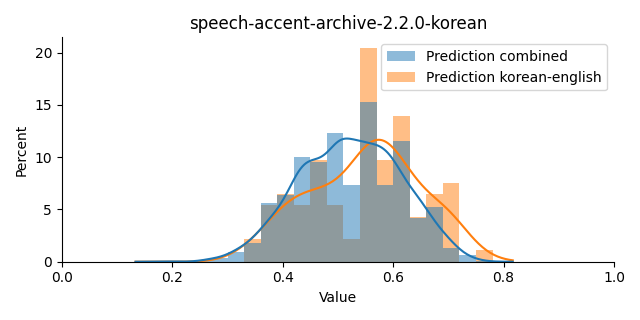 speech-accent-archive-2.2.0-korean
Prediction combined
Prediction korean-english
Percent
20
15
10
5
0
0.0 0.2 0.4 0.6 0.8 1.0
Value